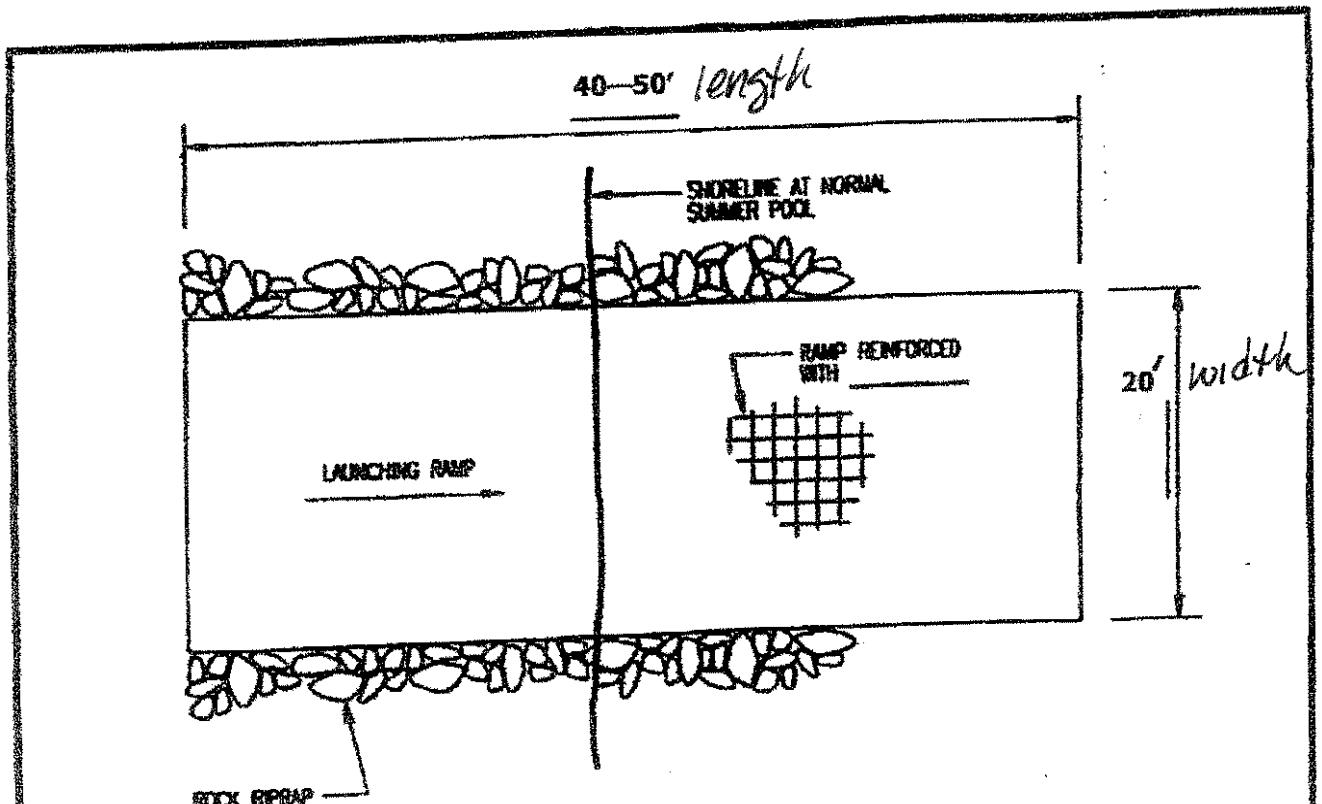 40—50' length
SHORELINE AT NORMAL
SUMMER POOL
RAMP REINFORCED
WITH
20' width
LAUNCHING RAMP
ROCK RIPRAP